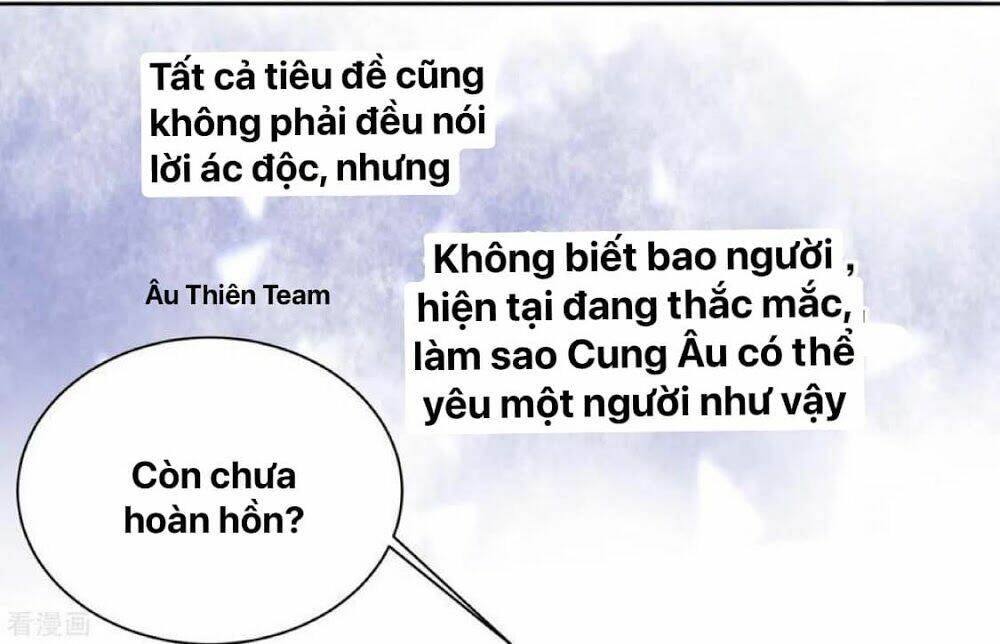 Tất cả tiêu đề cũng
không phải đều nói
lời ác độc, nhưng
Không biết bao người ,
hiện tại đang thắc mắc,
làm sao Cung Âu có thể
yêu một người như vậy
Âu Thiên Team
Còn chưa
hoàn hồn?
看漫画